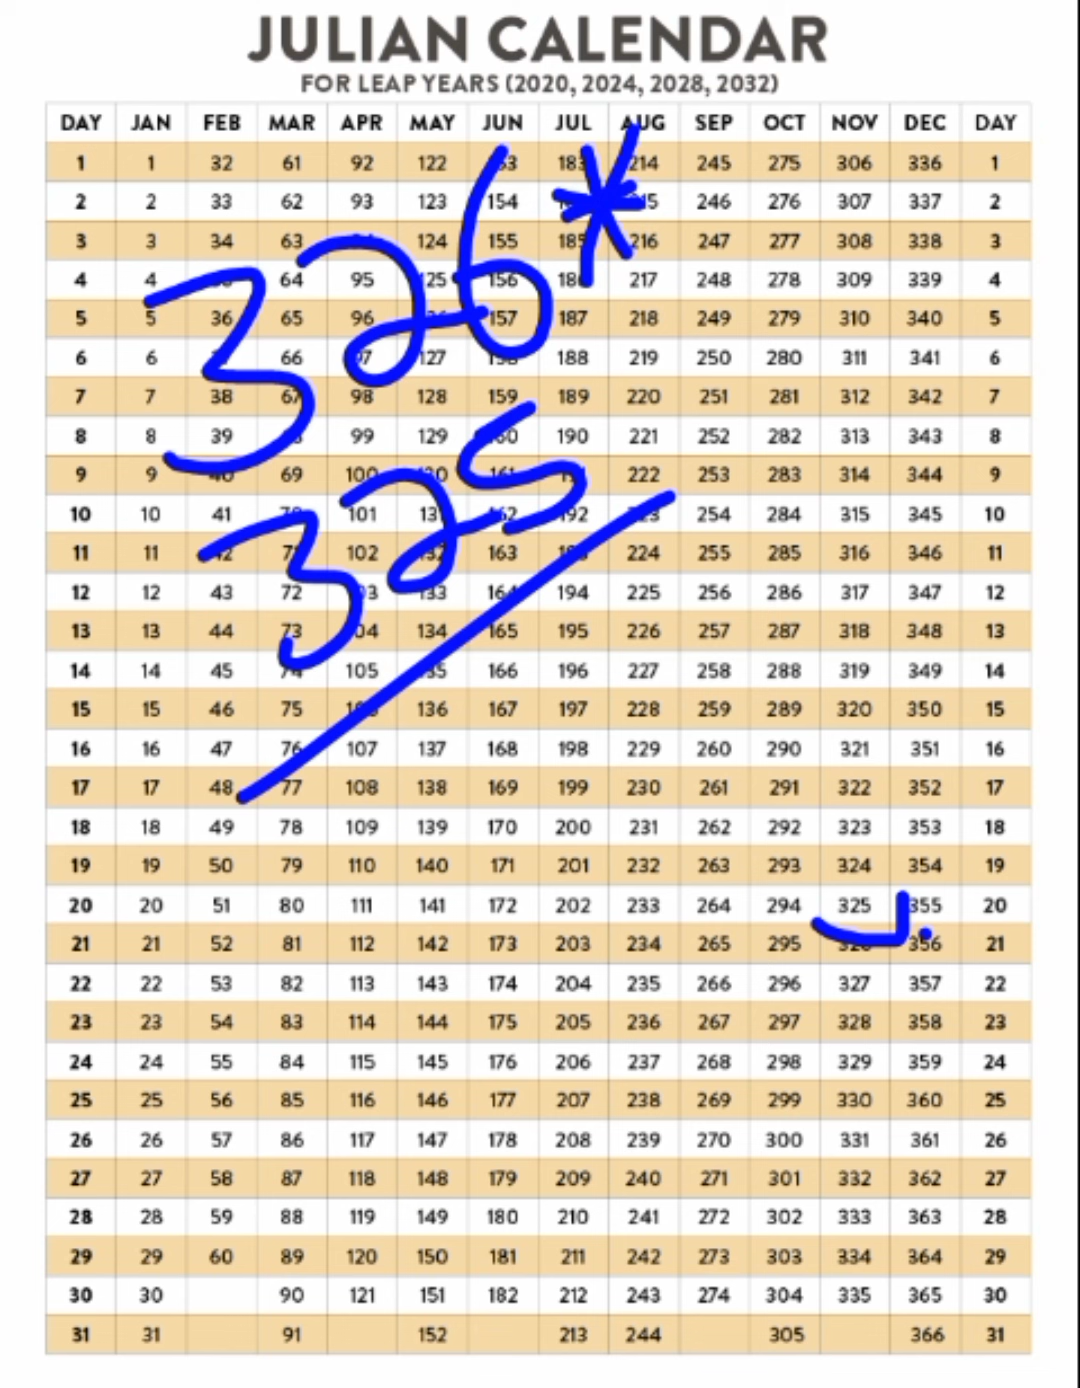 JULIAN CALENDAR
FOR LEAP YEARS (2020, 2024, 2028, 2032)
DAY JAN FEB MAR APR MAY JUN JUL AUG SEP OCT NOV DEC DAY
1 1 32 61 92 122 214 245 275 306 336 1
2 2 33 62 93 123 154 246 276 307 337 2
3 3 34 63 124 155 185 216 247 277 308 338 3
4 4 64 95 156 217 248 278 309 339 4
5 5 36 65 96 157 187 218 249 279 310 340 5
6 6 66 127 188 219 250 280 311 341 6
7 7 38 67 98 128 159 189 220 251 281 312 342 7
8 8 39 99 129 190 221 252 282 313 343 8
9 9 69 100 222 253 283 314 344 9
10 10 41 101 254 284 315 345 10
11 11 102 163 224 255 285 316 346 11
12 12 43 72 194 225 256 286 317 347 12
13 13 44 73 134 165 195 226 257 287 318 348 13
14 14 45 105 166 196 227 258 288 319 349 14
15 15 46 75 136 167 197 228 259 289 320 350 15
16 16 47 76 107 137 168 198 229 260 290 321 351 16
17 17 48 77 108 138 169 199 230 261 291 322 352 17
18 18 49 78 109 139 170 200 231 262 292 323 353 18
19 19 50 79 110 140 171 201 232 263 293 324 354 19
20 20 51 80 111 141 172 202 233 264 294 325 355 20
21 21 52 81 112 142 173 203 234 265 295 356 21
22 22 53 82 113 143 174 204 235 266 296 327 357 22
23 23 54 83 114 144 175 205 236 267 297 328 358 23
24 24 55 84 115 145 176 206 237 268 298 329 359 24
25 25 56 85 116 146 177 207 238 269 299 330 360 25
26 26 57 86 117 147 178 208 239 270 300 331 361 26
27 27 58 87 118 148 179 209 240 271 301 332 362 27
28 28 59 88 119 149 180 210 241 272 302 333 363 28
29 29 60 89 120 150 181 211 242 273 303 334 364 29
30 30 90 121 151 182 212 243 274 304 335 365 30
31 31 91 152 213 244 305 366 31
326*
325